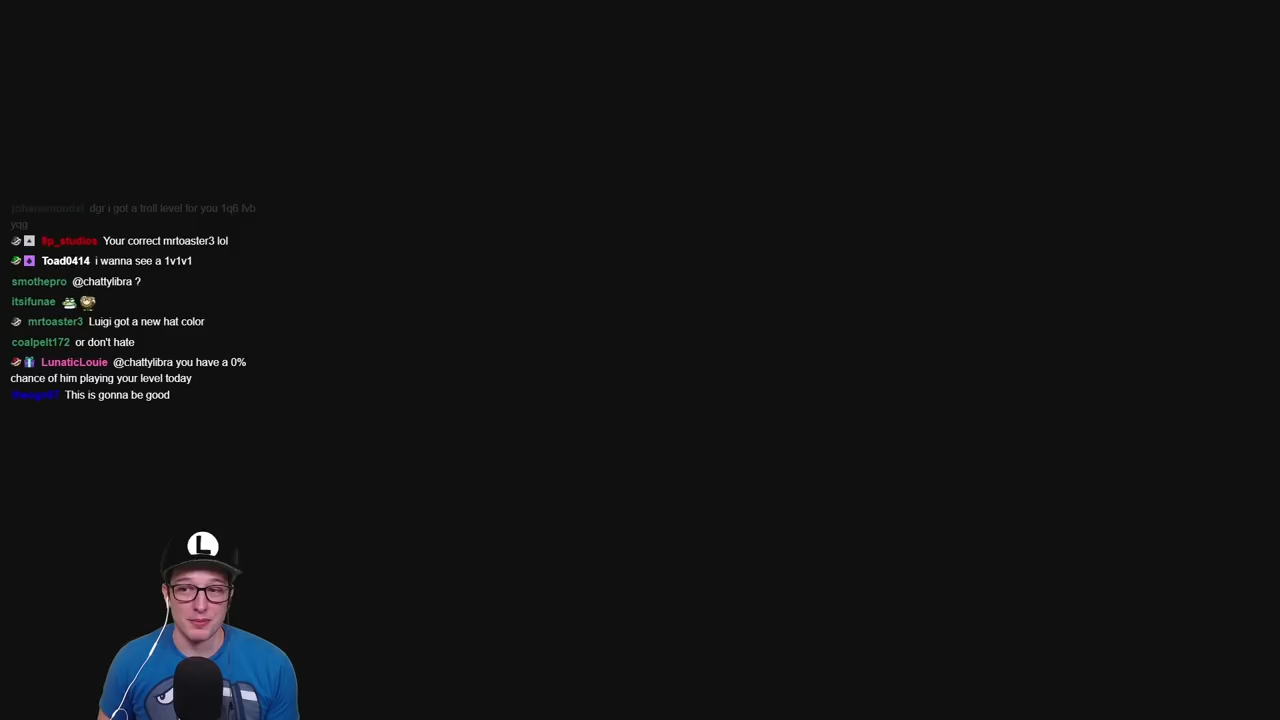 dgr i got a troll level for you 1q6 fvb
yqg
Your correct mrtoaster3 lol
Toad0414 i wanna see a 1v1v1
smothepro @chattylibra ?
itsifunae
mrtoaster3 Luigi got a new hat color
coalpelt172 or don't hate
LunaticLouie @chattylibra you have a 0%
chance of him playing your level today
This is gonna be good
L